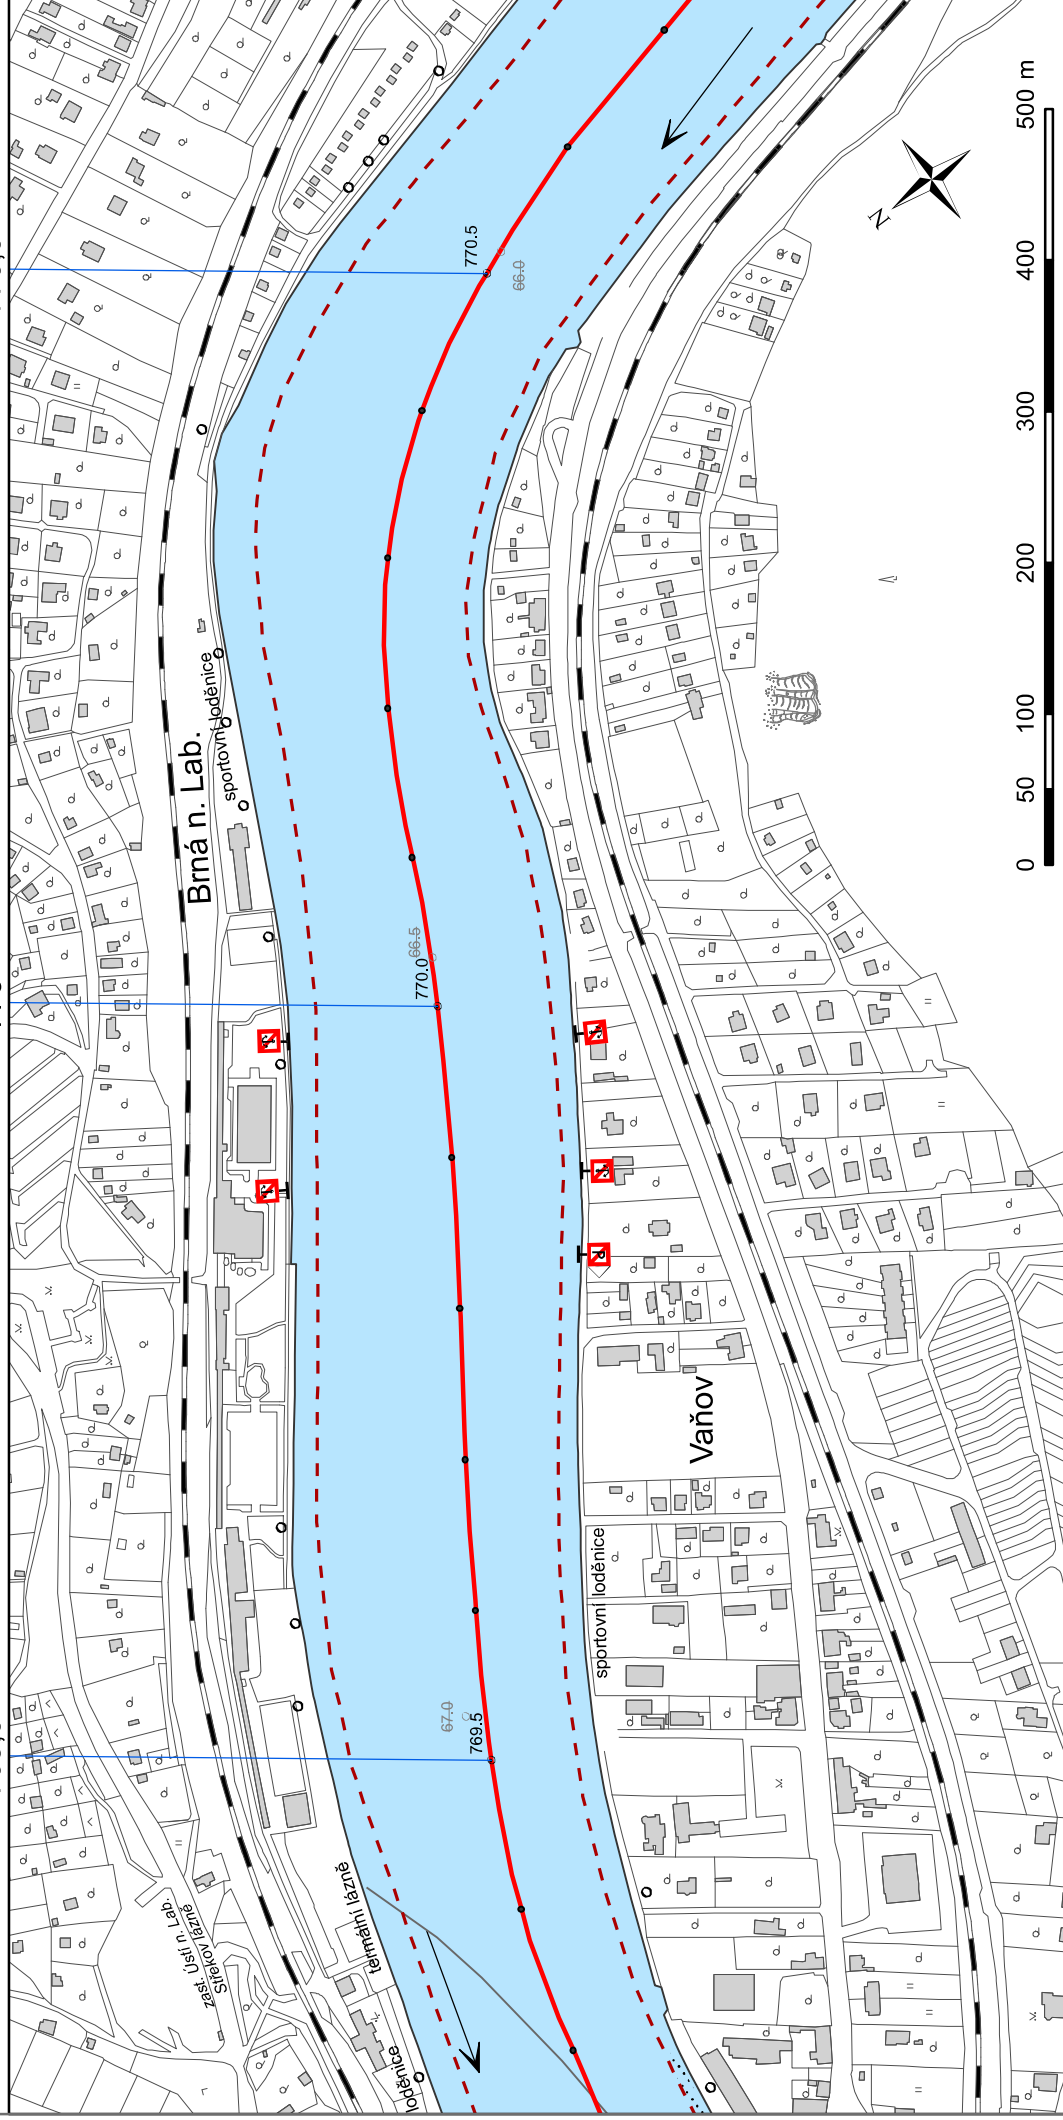 500 m
400
300
200
100
50
0
N
770.5
66.0
Brná n. Lab.
sportovní loděnice
66.5
770.0
Vaňov
sportovní loděnice
67.0
769.5
termální lázně
zast. Ústí n. Lab.
Střekov lázně
loděnice